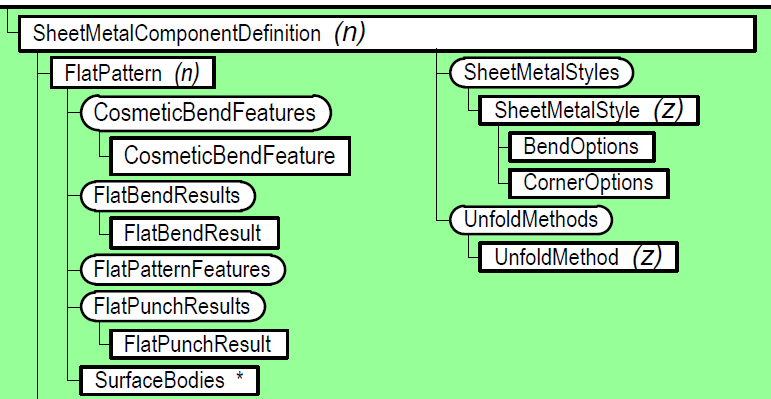 SheetMetalComponentDefinition (n)
FlatPattern (n)
CosmeticBendFeatures
CosmeticBendFeature
FlatBendResults
FlatBendResult
FlatPatternFeatures
FlatPunchResults
FlatPunchResult
SurfaceBodies *
SheetMetalStyles
SheetMetalStyle (z)
BendOptions
CornerOptions
UnfoldMethods
UnfoldMethod (z)